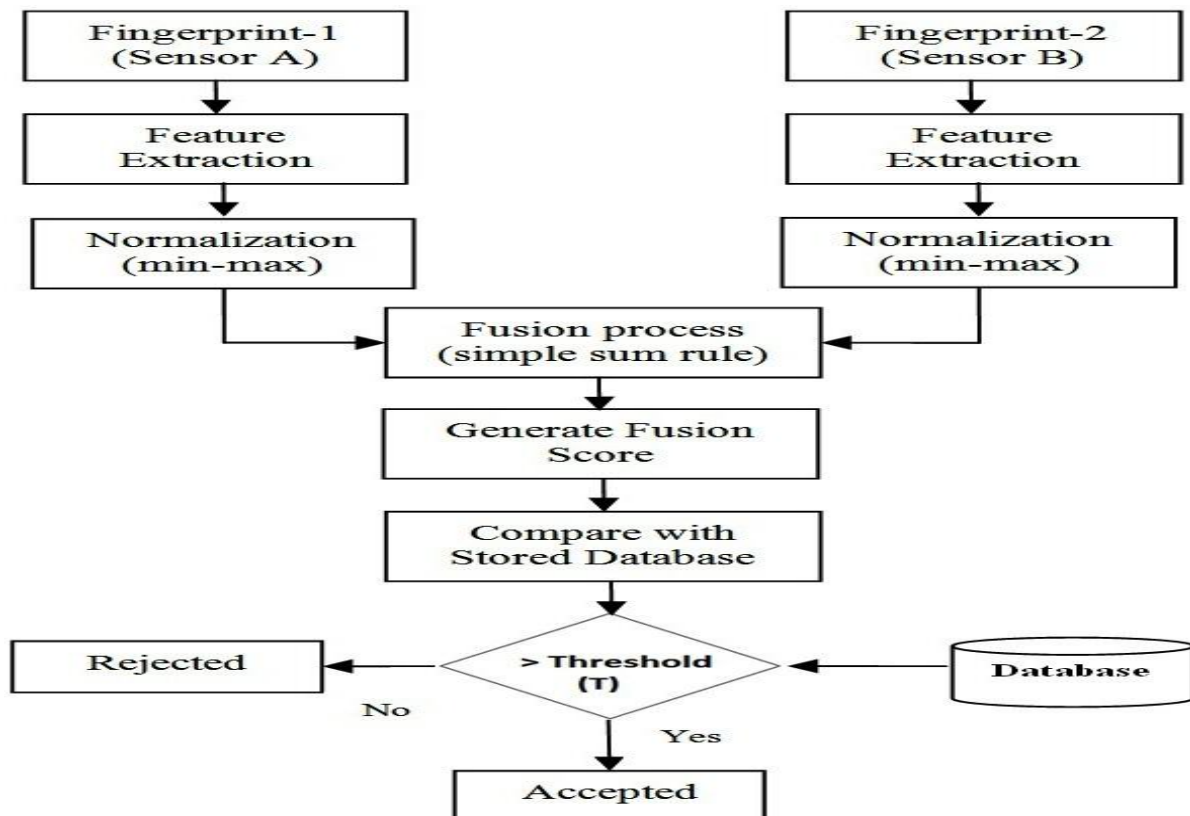 Fingerprint-1
(Sensor A)
Fingerprint-2
(Sensor B)
Feature
Extraction
Feature
Extraction
Normalization
(min-max)
Normalization
(min-max)
Fusion process
(simple sum rule)
Generate Fusion
Score
Compare with
Stored Database
Rejected
> Threshold
(T)
Database
No
Yes
Accepted